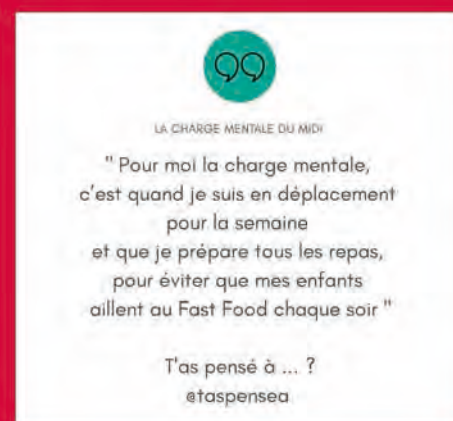 LA CHARGE MENTALE DU MIDI
" Pour moi la charge mentale,
c'est quand je suis en déplacement
pour la semaine
et que je prépare tous les repas,
pour éviter que mes enfants
aillent au Fast Food chaque soir "
T'as pensé à ... ?
@taspensea